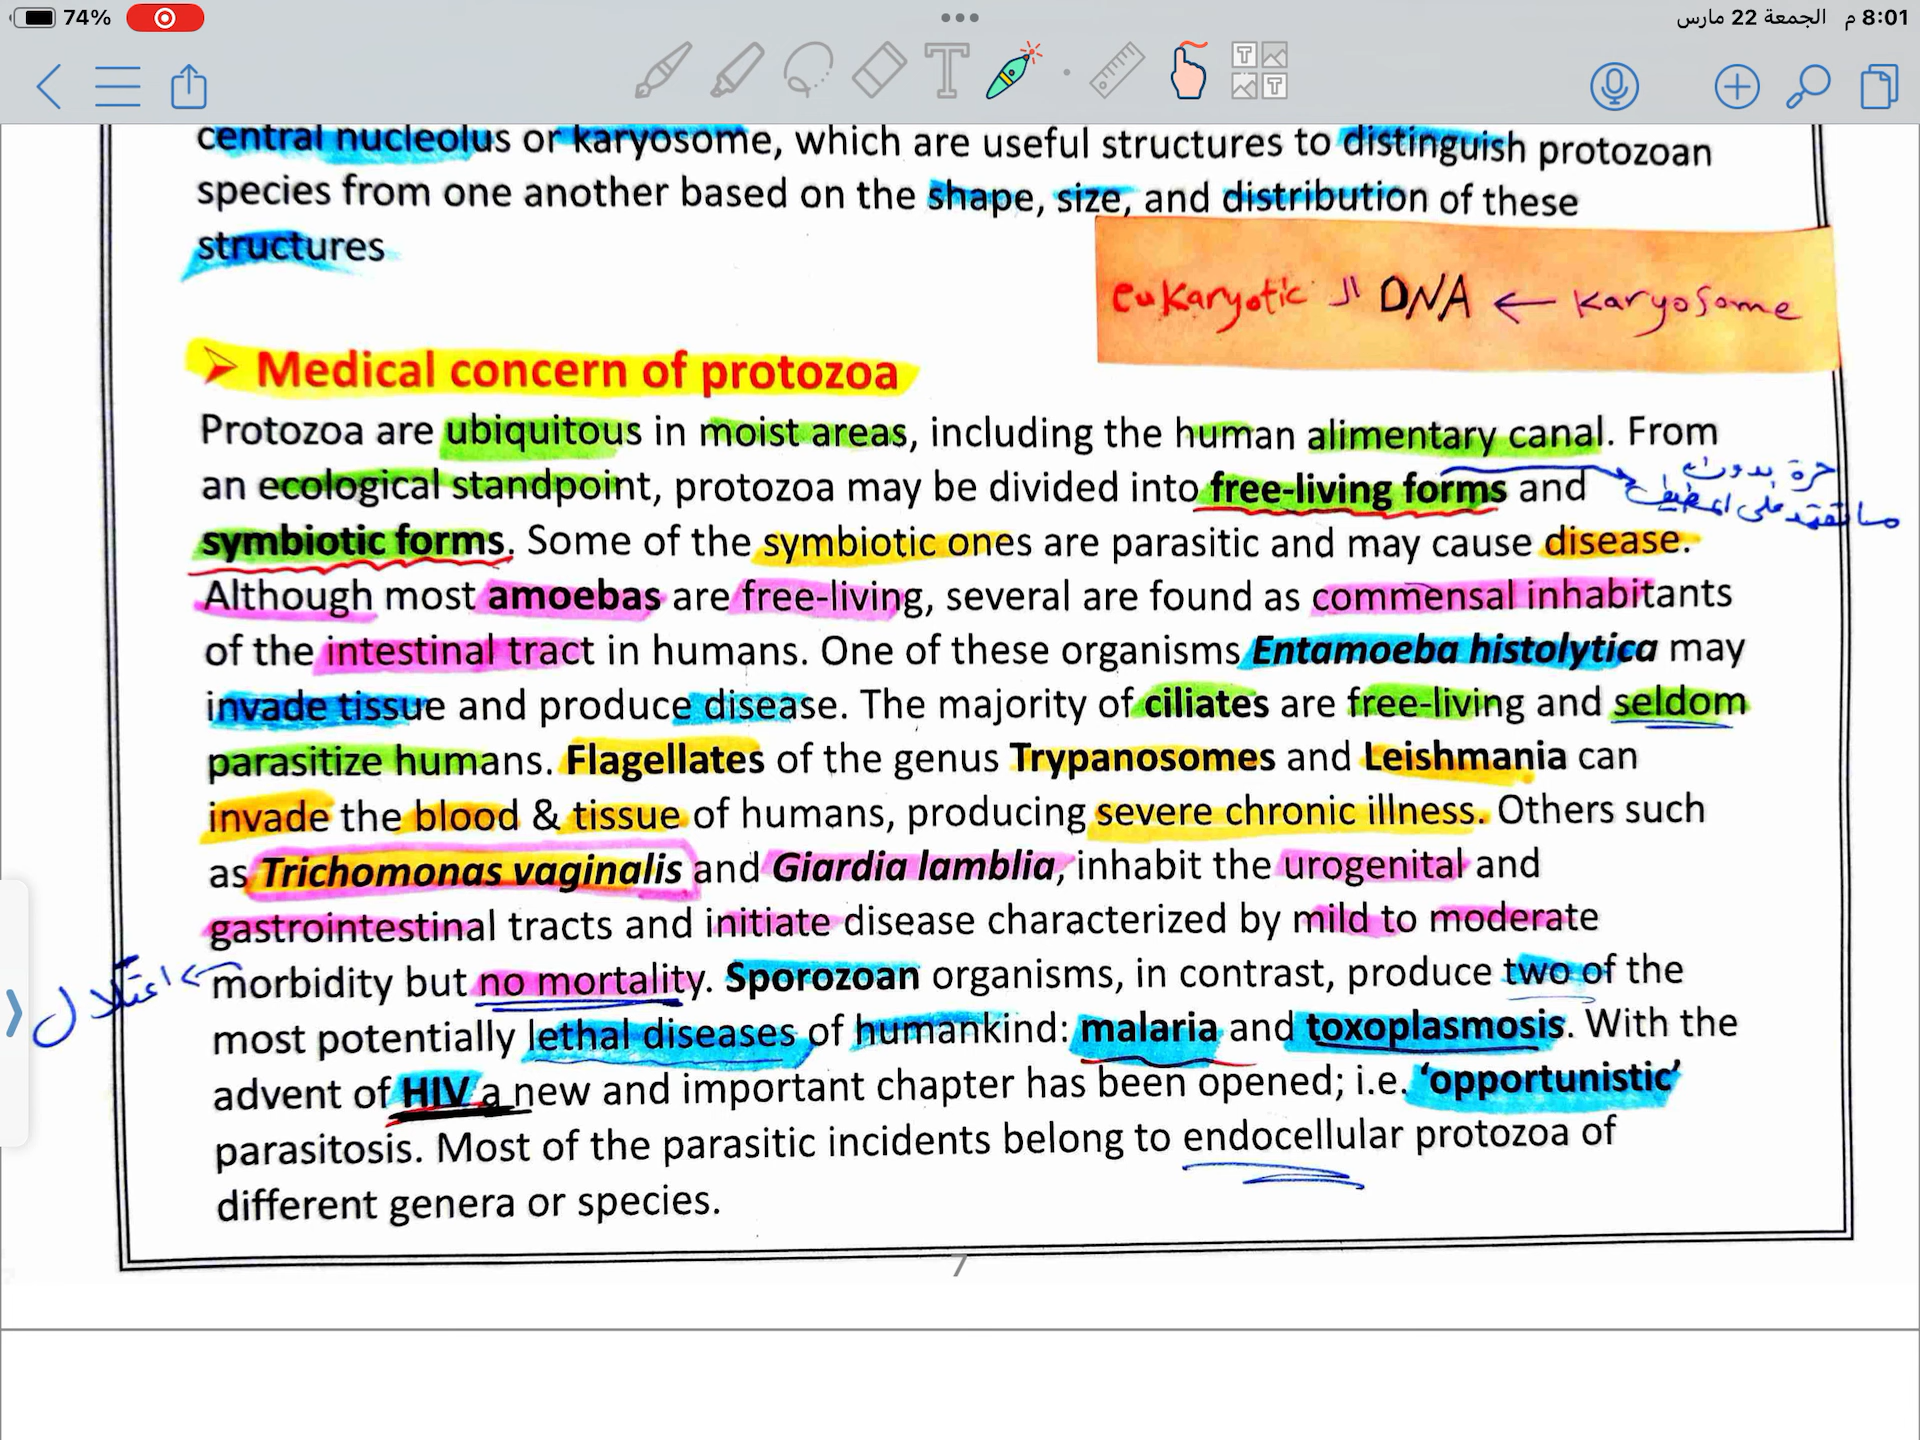 74%
8:01 م الجمعة 22 مارس
central nucleolus or karyosome, which are useful structures to distinguish protozoan
species from one another based on the shape, size, and distribution of these
structures
eukaryotic ال DNA ← Karyosome
➤ Medical concern of protozoa
Protozoa are ubiquitous in moist areas, including the human alimentary canal. From
an ecological standpoint, protozoa may be divided into free-living forms and
حرة بدون
ما تعتمد على المضيف
symbiotic forms. Some of the symbiotic ones are parasitic and may cause disease.
Although most amoebas are free-living, several are found as commensal inhabitants
of the intestinal tract in humans. One of these organisms Entamoeba histolytica may
invade tissue and produce disease. The majority of ciliates are free-living and seldom
parasitize humans. Flagellates of the genus Trypanosomes and Leishmania can
invade the blood & tissue of humans, producing severe chronic illness. Others such
as Trichomonas vaginalis and Giardia lamblia, inhabit the urogenital and
gastrointestinal tracts and initiate disease characterized by mild to moderate
morbidity but no mortality. Sporozoan organisms, in contrast, produce two of the
اعتلال
most potentially lethal diseases of humankind: malaria and toxoplasmosis. With the
advent of HIV a new and important chapter has been opened; i.e. 'opportunistic'
parasitosis. Most of the parasitic incidents belong to endocellular protozoa of
different genera or species.
7